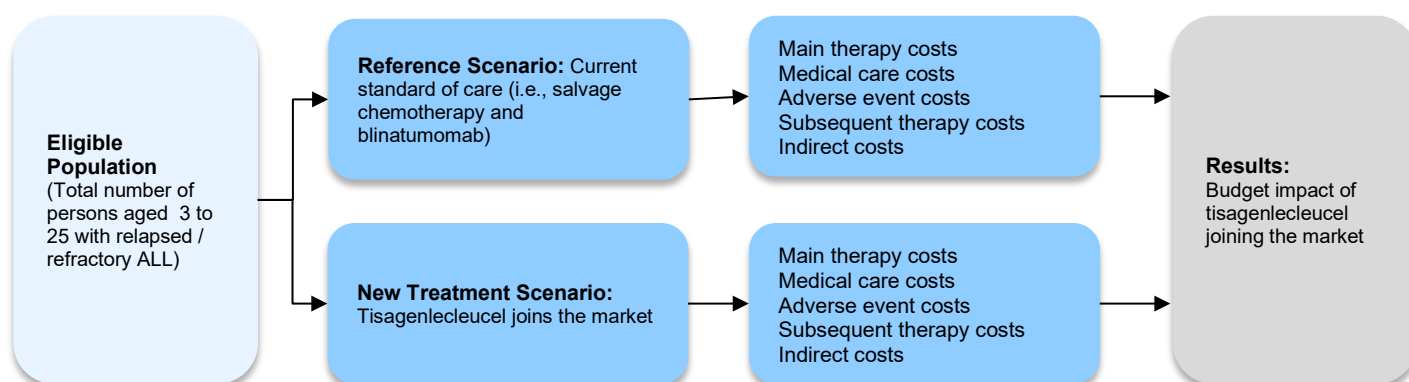 Eligible
Population
(Total number of
persons aged 3 to
25 with relapsed /
refractory ALL)
Reference Scenario: Current
standard of care (i.e., salvage
chemotherapy and
blinatumomab)
Main therapy costs
Medical care costs
Adverse event costs
Subsequent therapy costs
Indirect costs
New Treatment Scenario:
Tisagenlecleucel joins the market
Main therapy costs
Medical care costs
Adverse event costs
Subsequent therapy costs
Indirect costs
Results:
Budget impact of
tisagenlecleucel
joining the market